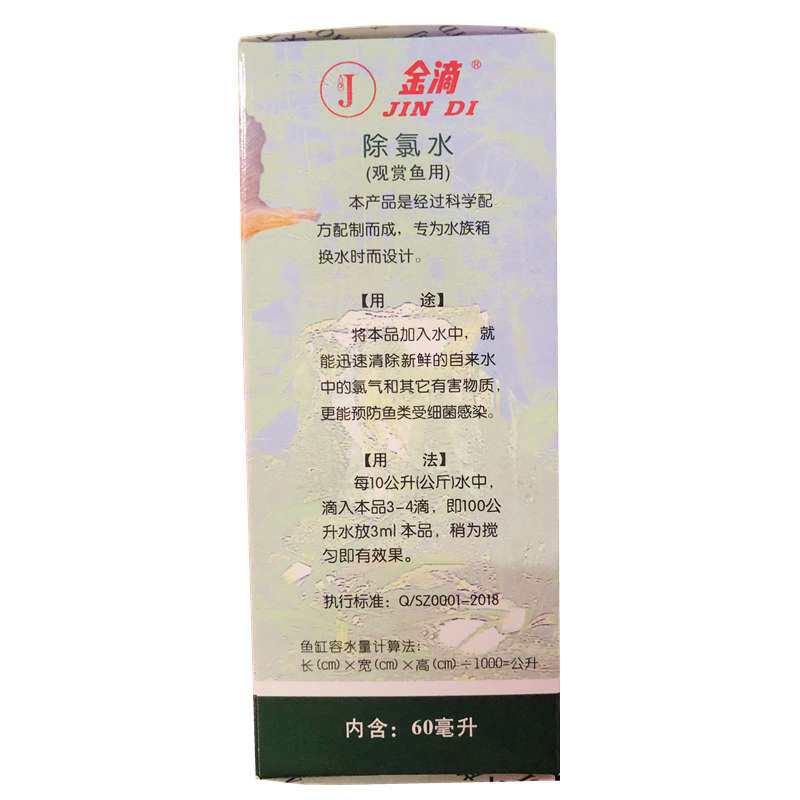 J
金滴®
JIN DI
除氯水
(观赏鱼用)
本产品是经过科学配
方配制而成，专为水族箱
换水时而设计。
【用 途】
将本品加入水中，就
能迅速清除新鲜的自来水
中的氯气和其它有害物质，
更能预防鱼类受细菌感染。
【用 法】
每10公升(公斤)水中，
滴入本品3-4滴，即100公
升水放3ml本品，稍为搅
匀即有效果。
执行标准：Q/SZ0001-2018
鱼缸容水量计算法：
长(cm)×宽(cm)×高(cm)÷1000=公升
内含：60毫升